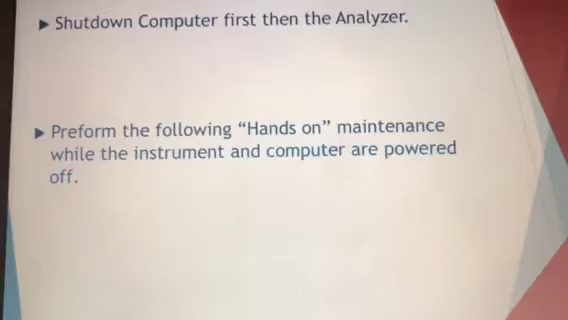 ▶ Shutdown Computer first then the Analyzer.
▶ Preform the following “Hands on” maintenance
while the instrument and computer are powered
off.